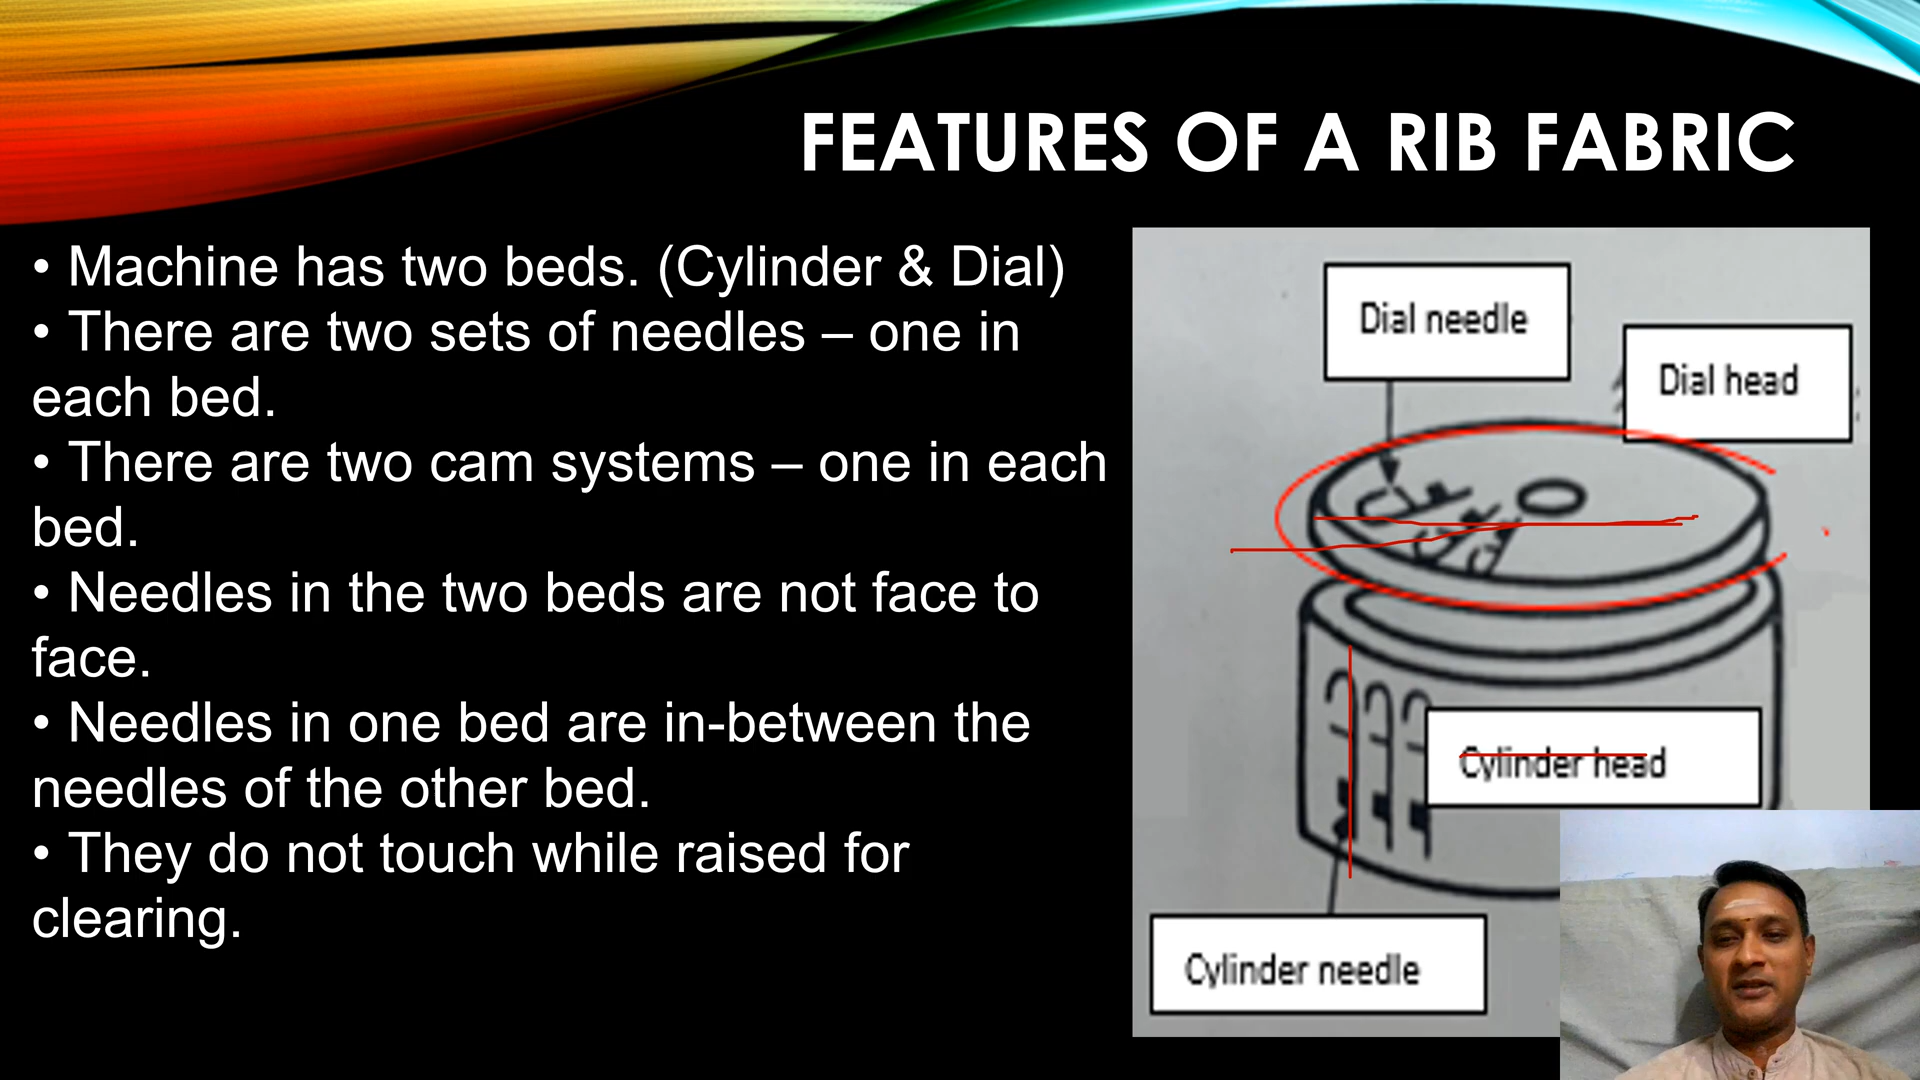 FEATURES OF A RIB FABRIC
• Machine has two beds. (Cylinder & Dial)
• There are two sets of needles – one in
each bed.
• There are two cam systems – one in each
bed.
• Needles in the two beds are not face to
face.
• Needles in one bed are in-between the
needles of the other bed.
• They do not touch while raised for
clearing.
Dial needle
Dial head
Cylinder head
Cylinder needle